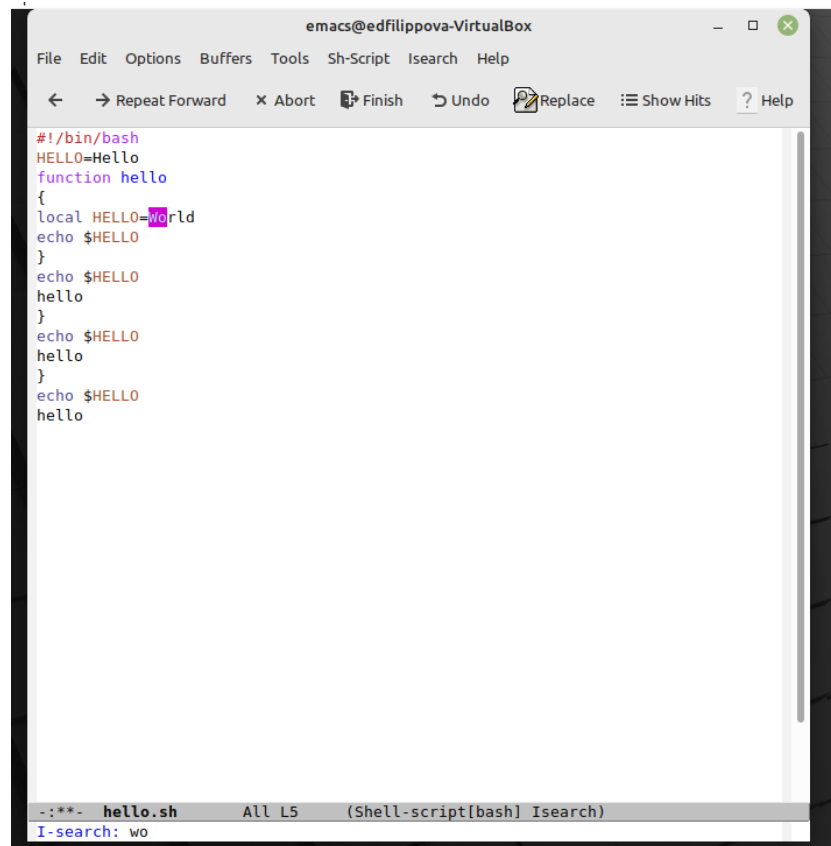 emacs@edfilippova-VirtualBox
File Edit Options Buffers Tools Sh-Script Isearch Help
Repeat Forward Abort Finish Undo Replace Show Hits ? Help
#!/bin/bash
HELLO=Hello
function hello
{
local HELLO=World
echo $HELLO
}
echo $HELLO
hello
}
echo $HELLO
hello
}
echo $HELLO
hello
-:**- hello.sh All L5 (Shell-script[bash] Isearch)
I-search: wo